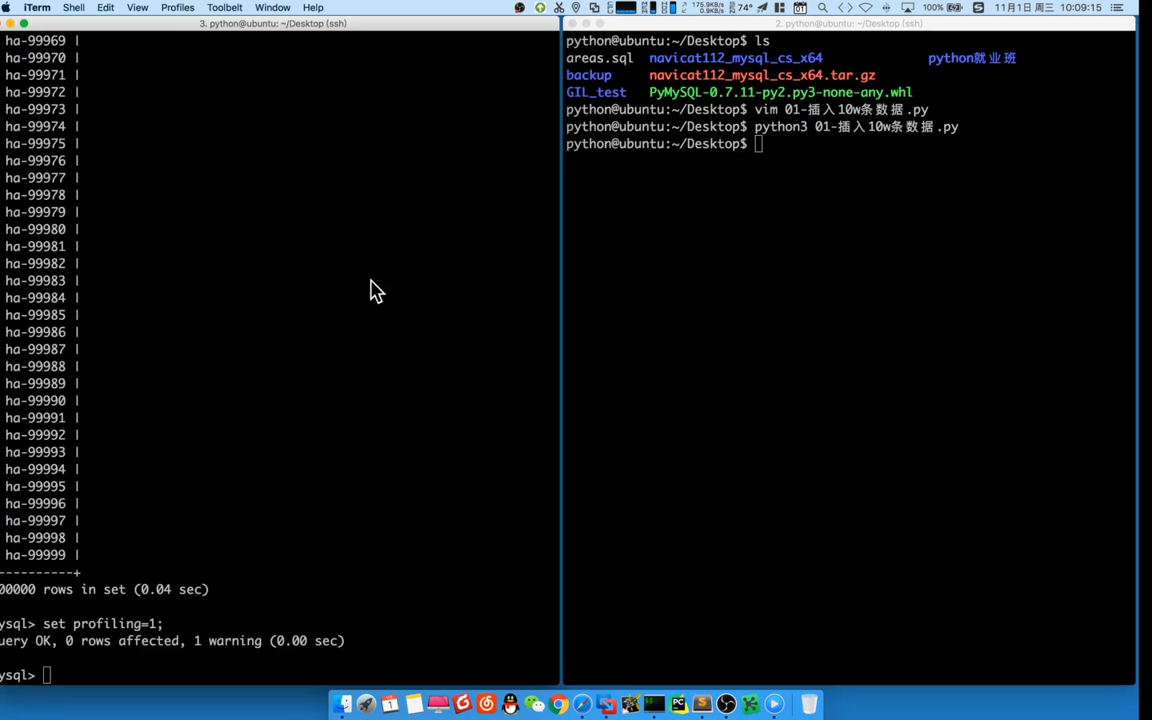 iTerm Shell Edit View Profiles Toolbelt Window Help 175.9KB/s 0.9KB/s 74° 01 100% 11月1日 周三 10:09:15
3. python@ubuntu: ~/Desktop (ssh)
ha-99969 |
ha-99970 |
ha-99971 |
ha-99972 |
ha-99973 |
ha-99974 |
ha-99975 |
ha-99976 |
ha-99977 |
ha-99978 |
ha-99979 |
ha-99980 |
ha-99981 |
ha-99982 |
ha-99983 |
ha-99984 |
ha-99985 |
ha-99986 |
ha-99987 |
ha-99988 |
ha-99989 |
ha-99990 |
ha-99991 |
ha-99992 |
ha-99993 |
ha-99994 |
ha-99995 |
ha-99996 |
ha-99997 |
ha-99998 |
ha-99999 |
----------+
00000 rows in set (0.04 sec)
ysql> set profiling=1;
uery OK, 0 rows affected, 1 warning (0.00 sec)
ysql>
2. python@ubuntu: ~/Desktop (ssh)
python@ubuntu:~/Desktop$ ls
areas.sql navicat112_mysql_cs_x64 python就业班
backup navicat112_mysql_cs_x64.tar.gz
GIL_test PyMySQL-0.7.11-py2.py3-none-any.whl
python@ubuntu:~/Desktop$ vim 01-插入10w条数据.py
python@ubuntu:~/Desktop$ python3 01-插入10w条数据.py
python@ubuntu:~/Desktop$